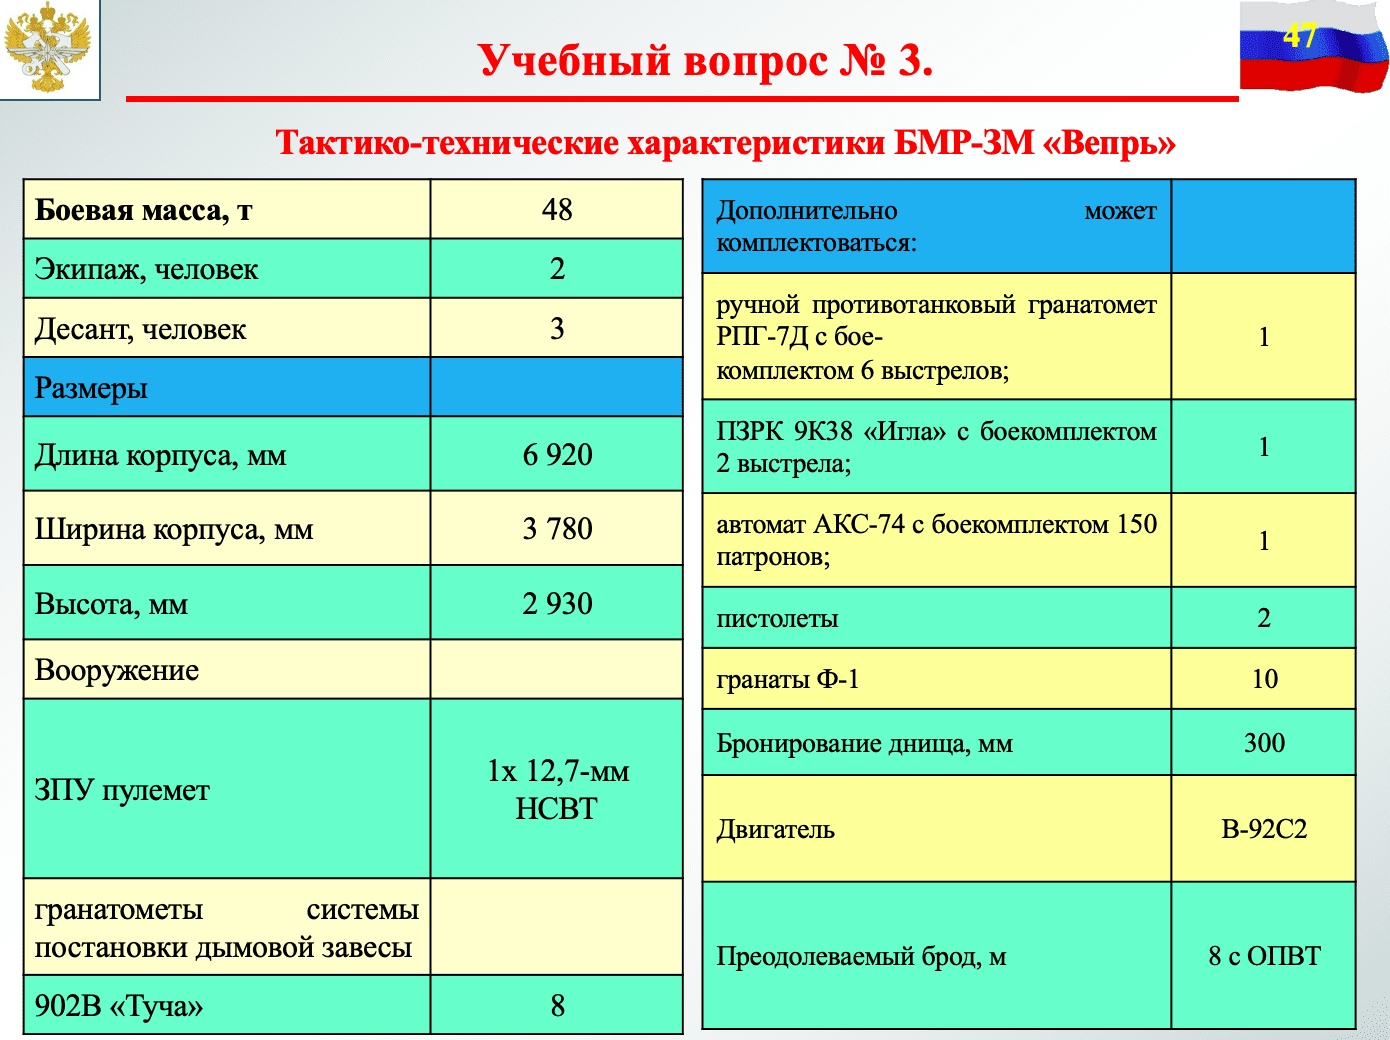 47
Учебный вопрос № 3.
Тактико-технические характеристики БМР-ЗМ «Вепрь»
Боевая масса, т 48
Экипаж, человек 2
Десант, человек 3
Размеры
Длина корпуса, мм 6 920
Ширина корпуса, мм 3 780
Высота, мм 2 930
Вооружение
ЗПУ пулемет 1х 12,7-мм
НСВТ
гранатометы системы
постановки дымовой завесы
902В «Туча» 8
Дополнительно может
комплектоваться:
ручной противотанковый гранатомет
РПГ-7Д с бое-
комплектом 6 выстрелов;
1
ПЗРК 9К38 «Игла» с боекомплектом
2 выстрела;
1
автомат АКС-74 с боекомплектом 150
патронов;
1
пистолеты 2
гранаты Ф-1 10
Бронирование днища, мм 300
Двигатель В-92С2
Преодолеваемый брод, м 8 с ОПВТ